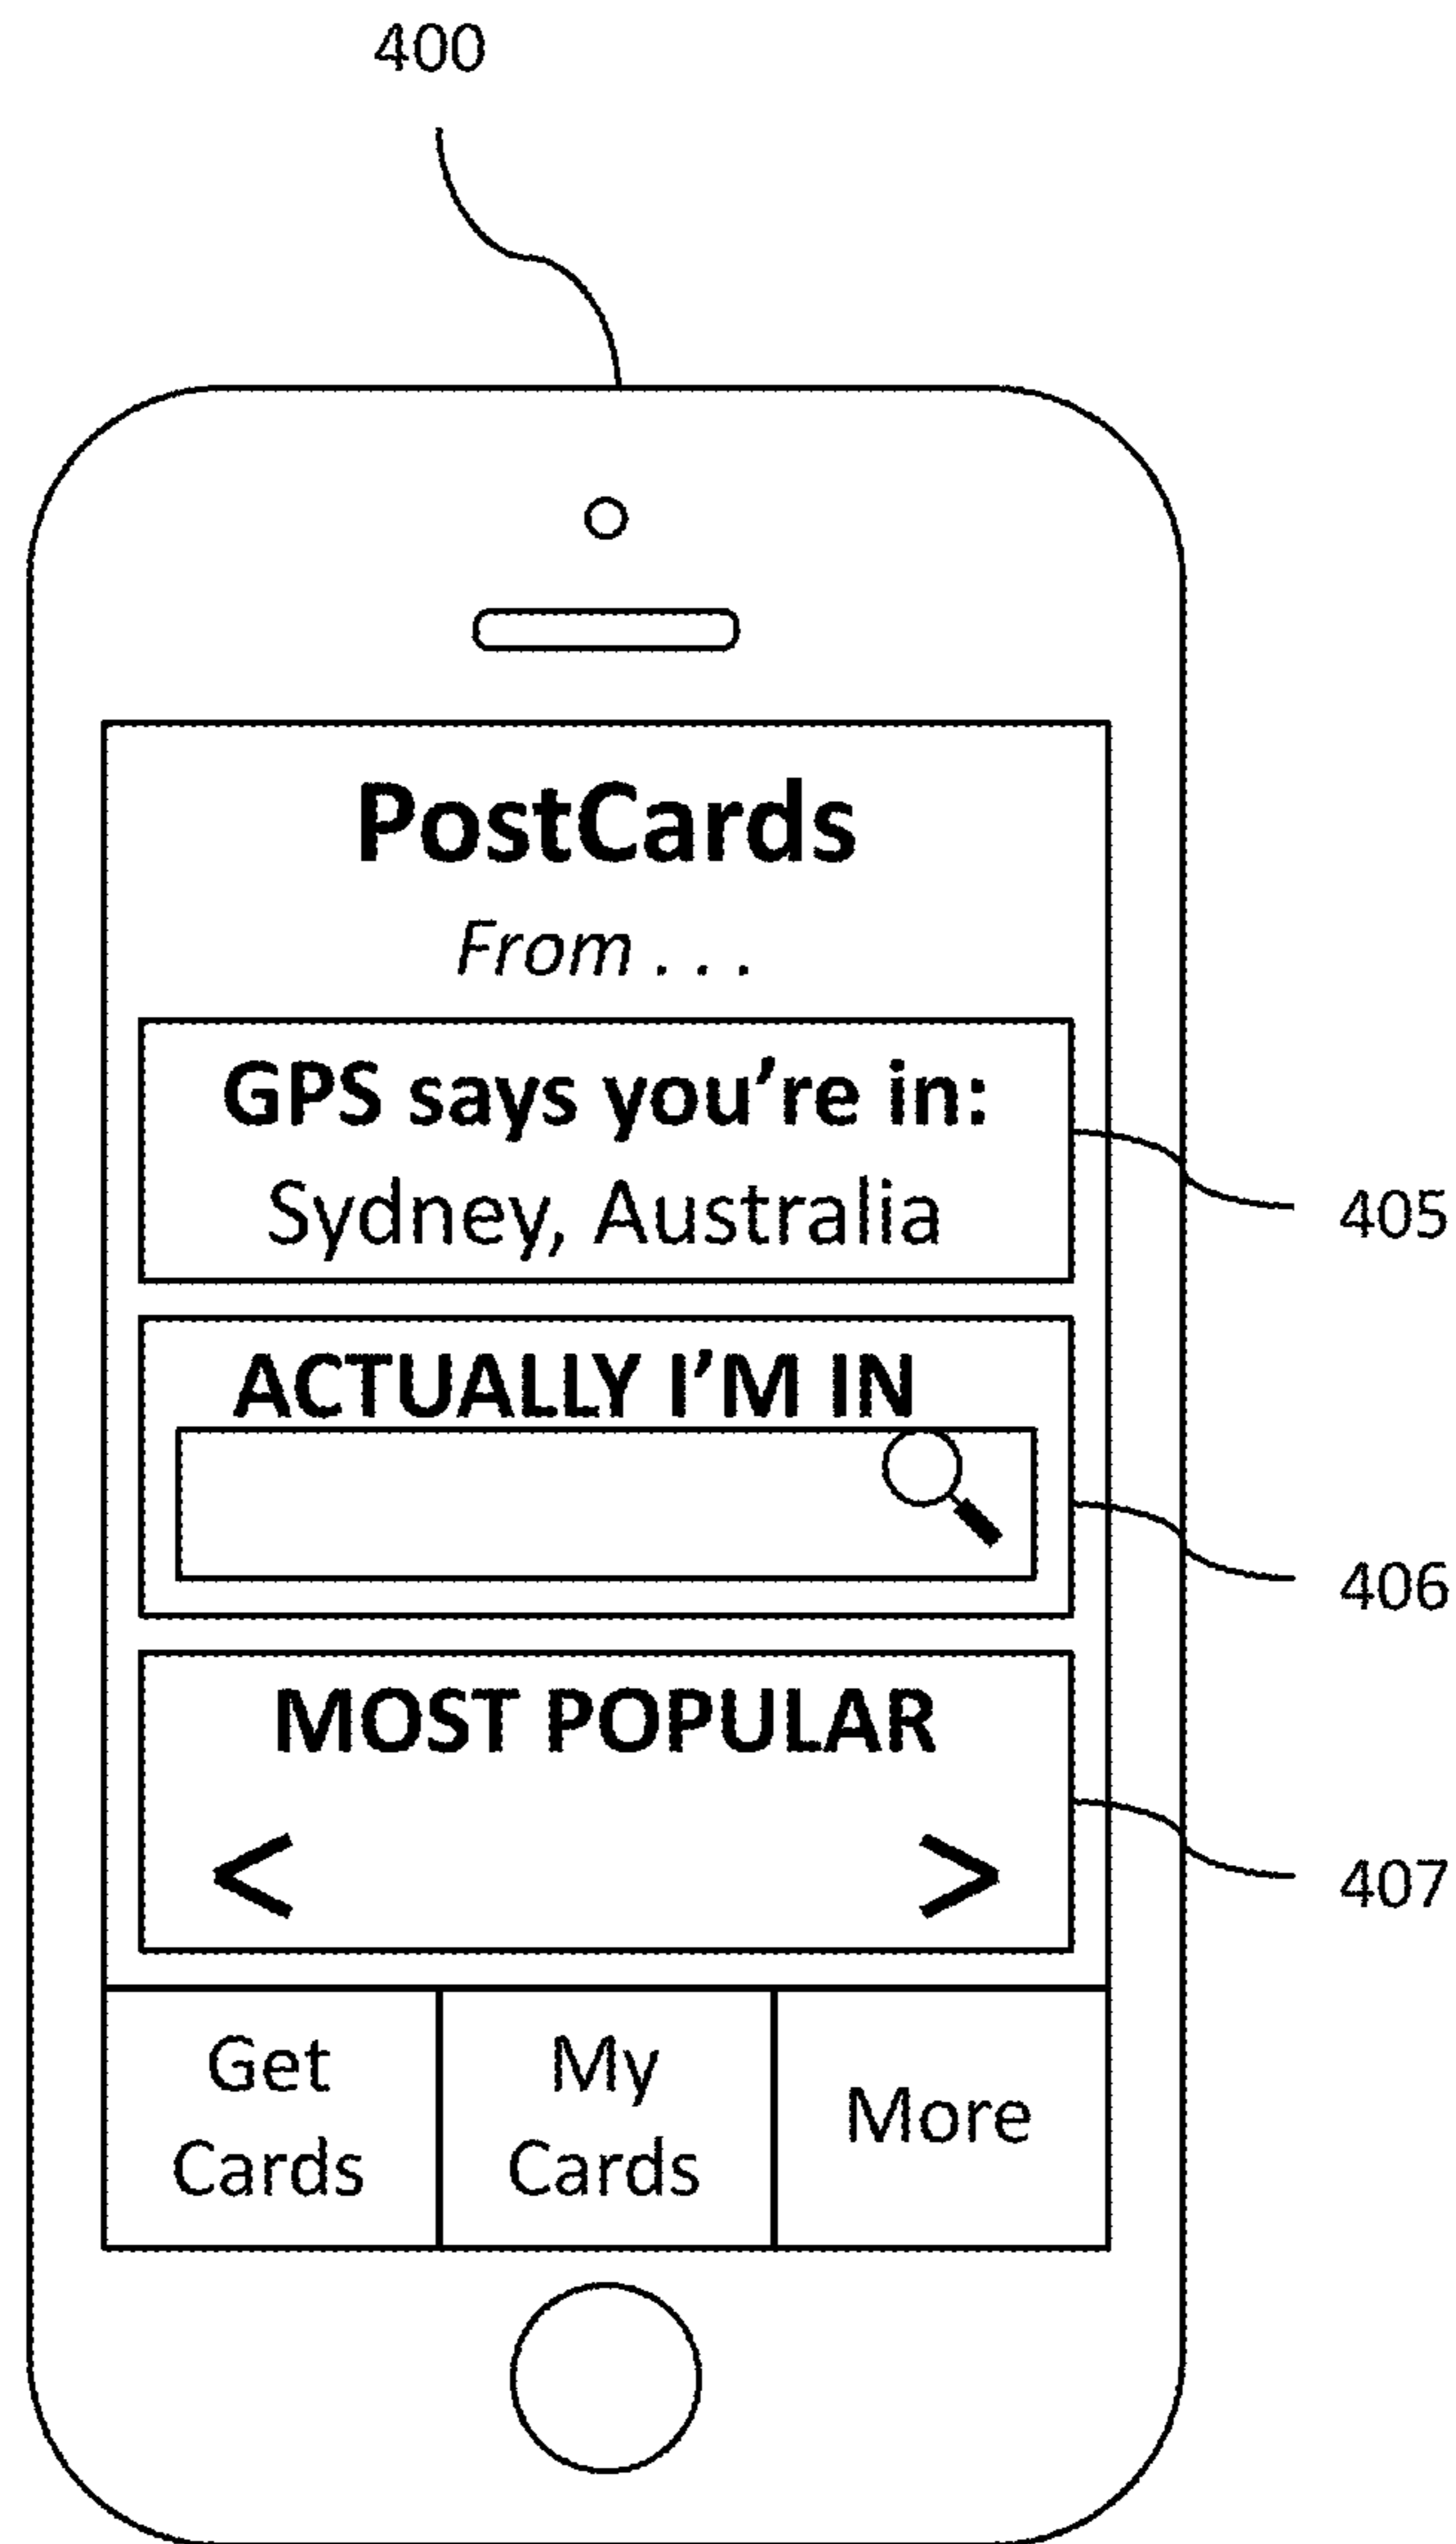 400
PostCards
From . . .
GPS says you’re in:
Sydney, Australia
405
ACTUALLY I’M IN
406
MOST POPULAR
407
< >
Get
Cards
My
Cards
More